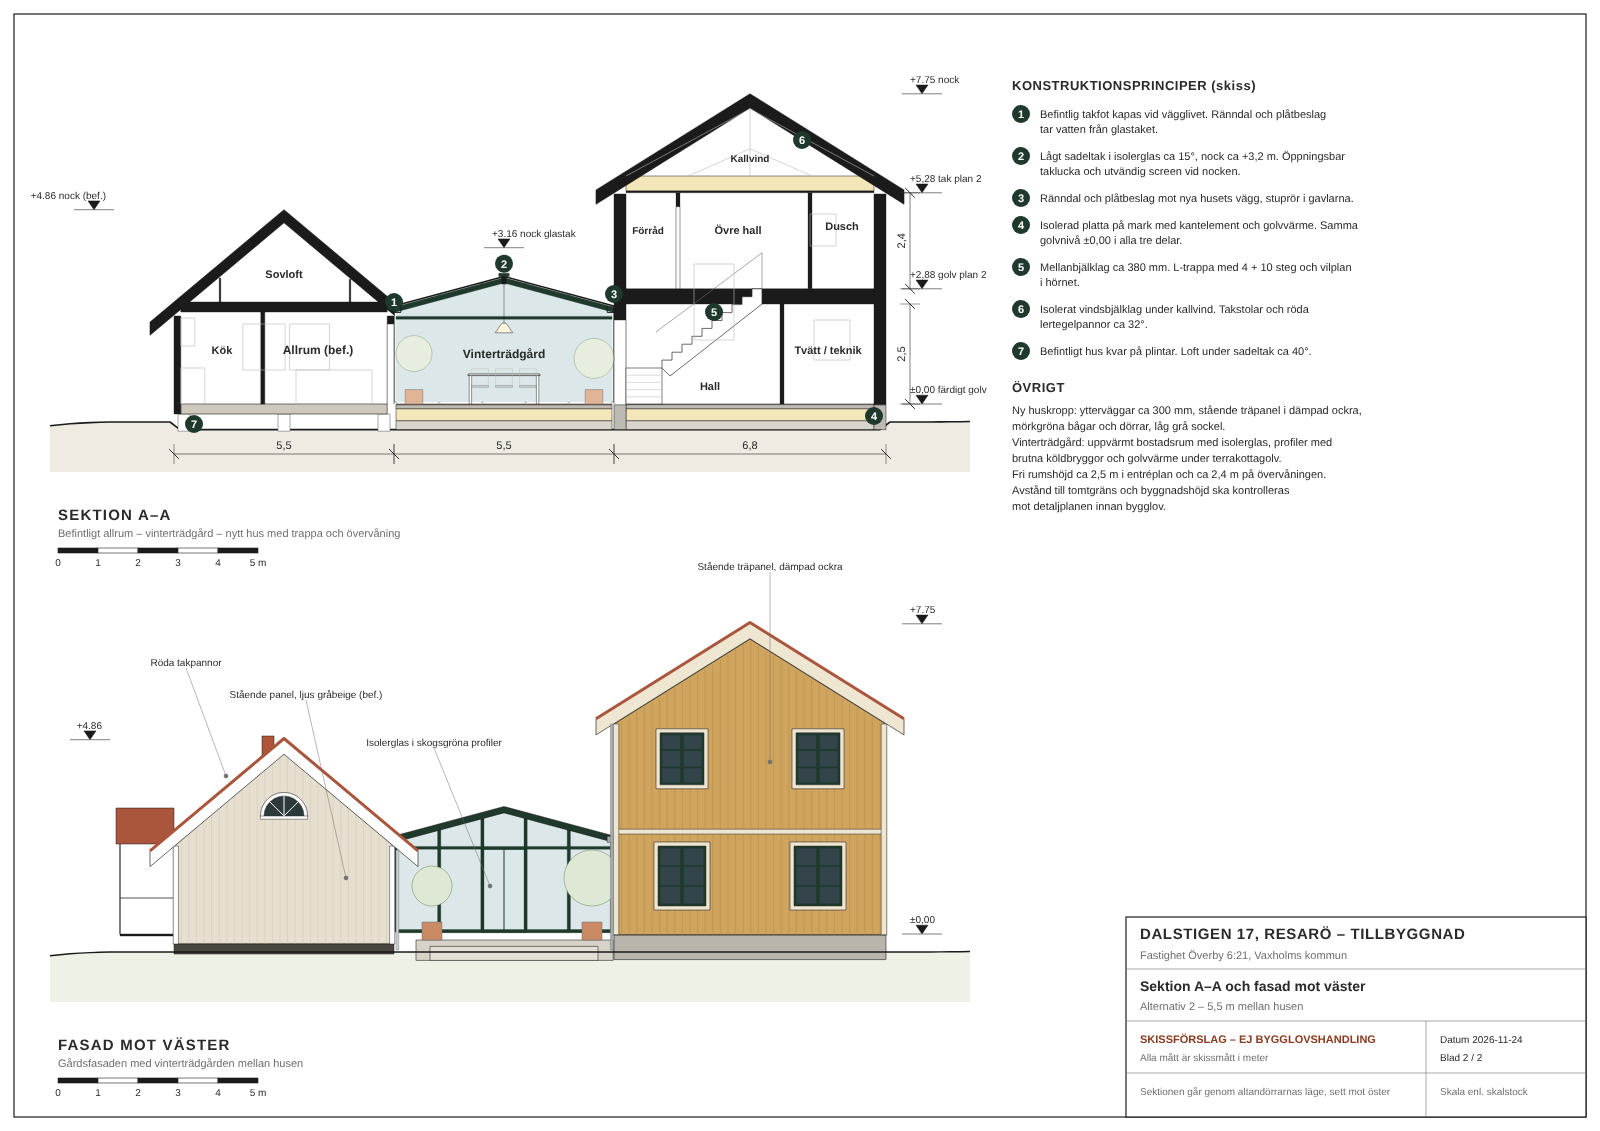 +7.75 nock
+4.86 nock (bef.)
+3.16 nock glastak
+5,28 tak plan 2
+2,88 golv plan 2
±0,00 färdigt golv
Kallvind
6
Förråd
Övre hall
Dusch
2,4
Sovloft
2
1
3
5
Kök
Allrum (bef.)
Vinterträdgård
Tvätt / teknik
2,5
Hall
7
4
5,5
5,5
6,8
SEKTION A–A
Befintligt allrum – vinterträdgård – nytt hus med trappa och övervåning
0 1 2 3 4 5 m
KONSTRUKTIONSPRINCIPER (skiss)
1 Befintlig takfot kapas vid vägglivet. Ränndal och plåtbeslag
tar vatten från glastaket.
2 Lågt sadeltak i isolerglas ca 15°, nock ca +3,2 m. Öppningsbar
taklucka och utvändig screen vid nocken.
3 Ränndal och plåtbeslag mot nya husets vägg, stuprör i gavlarna.
4 Isolerad platta på mark med kantelement och golvvärme. Samma
golvnivå ±0,00 i alla tre delar.
5 Mellanbjälklag ca 380 mm. L-trappa med 4 + 10 steg och vilplan
i hörnet.
6 Isolerat vindsbjälklag under kallvind. Takstolar och röda
lertegelpannor ca 32°.
7 Befintligt hus kvar på plintar. Loft under sadeltak ca 40°.
ÖVRIGT
Ny huskropp: ytterväggar ca 300 mm, stående träpanel i dämpad ockra,
mörkgröna bågar och dörrar, låg grå sockel.
Vinterträdgård: uppvärmt bostadsrum med isolerglas, profiler med
brutna köldbryggor och golvvärme under terrakottagolv.
Fri rumshöjd ca 2,5 m i entréplan och ca 2,4 m på övervåningen.
Avstånd till tomtgräns och byggnadshöjd ska kontrolleras
mot detaljplanen innan bygglov.
Stående träpanel, dämpad ockra
+7.75
Röda takpannor
Stående panel, ljus gråbeige (bef.)
+4.86
Isolerglas i skogsgröna profiler
±0,00
FASAD MOT VÄSTER
Gårdsfasaden med vinterträdgården mellan husen
0 1 2 3 4 5 m
DALSTIGEN 17, RESARÖ – TILLBYGGNAD
Fastighet Överby 6:21, Vaxholms kommun
Sektion A–A och fasad mot väster
Alternativ 2 – 5,5 m mellan husen
SKISSFÖRSLAG – EJ BYGGLOVSHANDLING
Alla mått är skissmått i meter
Datum 2026-11-24
Blad 2 / 2
Sektionen går genom altandörrarnas läge, sett mot öster
Skala enl. skalstock